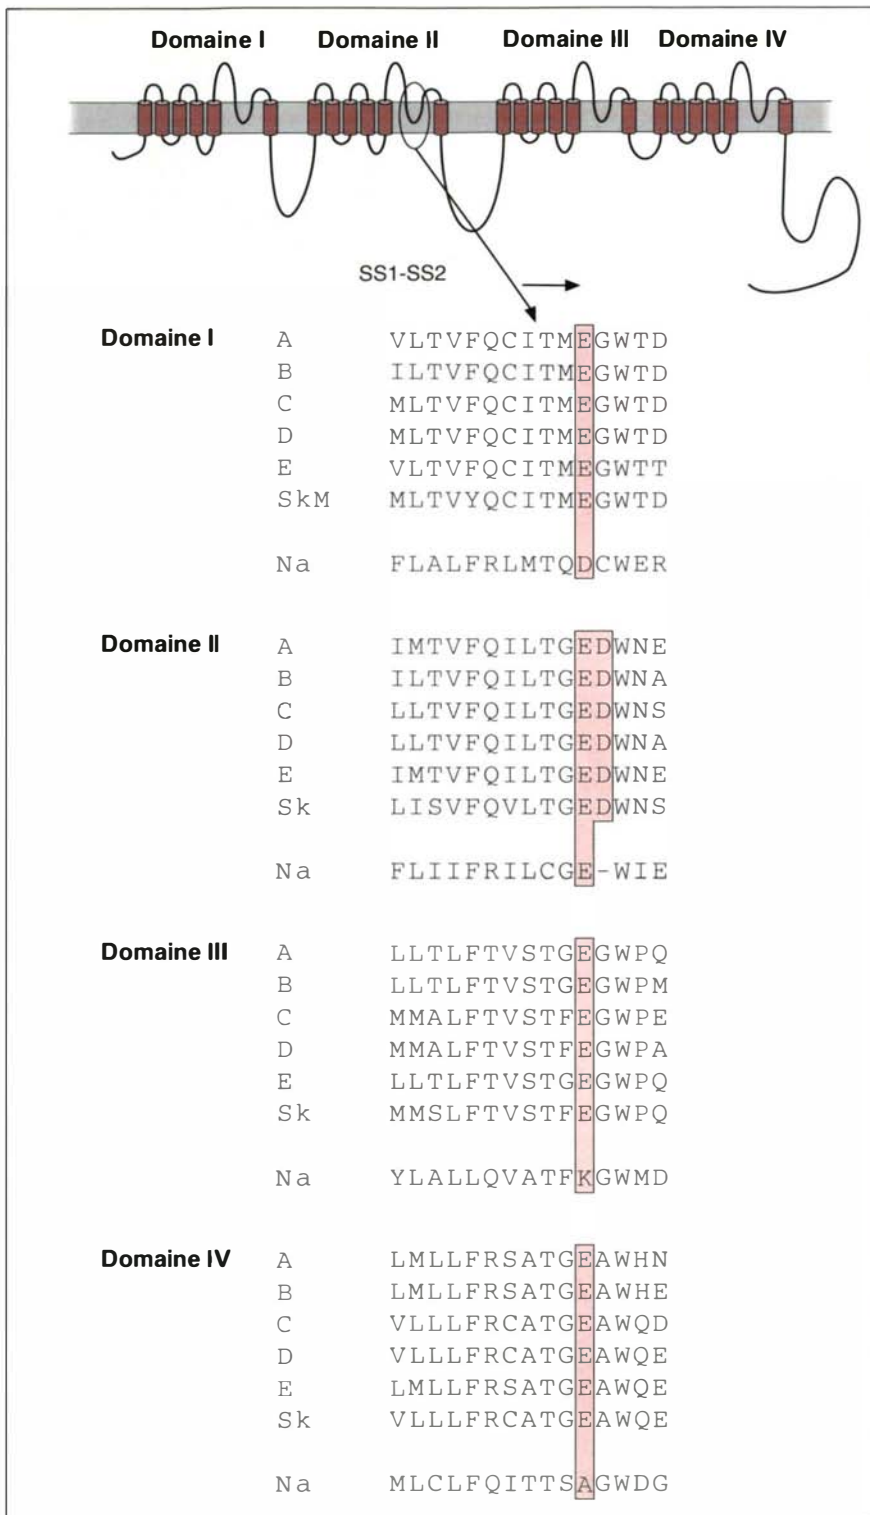 Domaine I Domaine II Domaine III Domaine IV
SS1-SS2
Domaine I A VLTVFQCITMEGWTD
B ILTVFQCITMEGWTD
C MLTVFQCITMEGWTD
D MLTVFQCITMEGWTD
E VLTVFQCITMEGWTT
SkM MLTVYQCITMEGWTD
Na FLALFRLMTQDCWER
Domaine II A IMTVFQILTGEDWNE
B ILTVFQILTGEDWNA
C LLTVFQILTGEDWNS
D LLTVFQILTGEDWNA
E IMTVFQILTGEDWNE
Sk LISVFQVLTGEDWNS
Na FLIIFRILCGE-WIE
Domaine III A LLTLFTVSTGEGWPQ
B LLTLFTVSTGEGWPM
C MMALFTVSTFEGWPE
D MMALFTVSTFEGWPA
E LLTLFTVSTGEGWPQ
Sk MMSLFTVSTFEGWPQ
Na YLALLQVATFKGWMD
Domaine IV A LMLLFRSATGEAWHN
B LMLLFRSATGEAWHE
C VLLLFRCATGEAWQD
D VLLLFRCATGEAWQE
E LMLLFRSATGEAWQE
Sk VLLLFRCATGEAWQE
Na MLCLFQITTSAGWDG